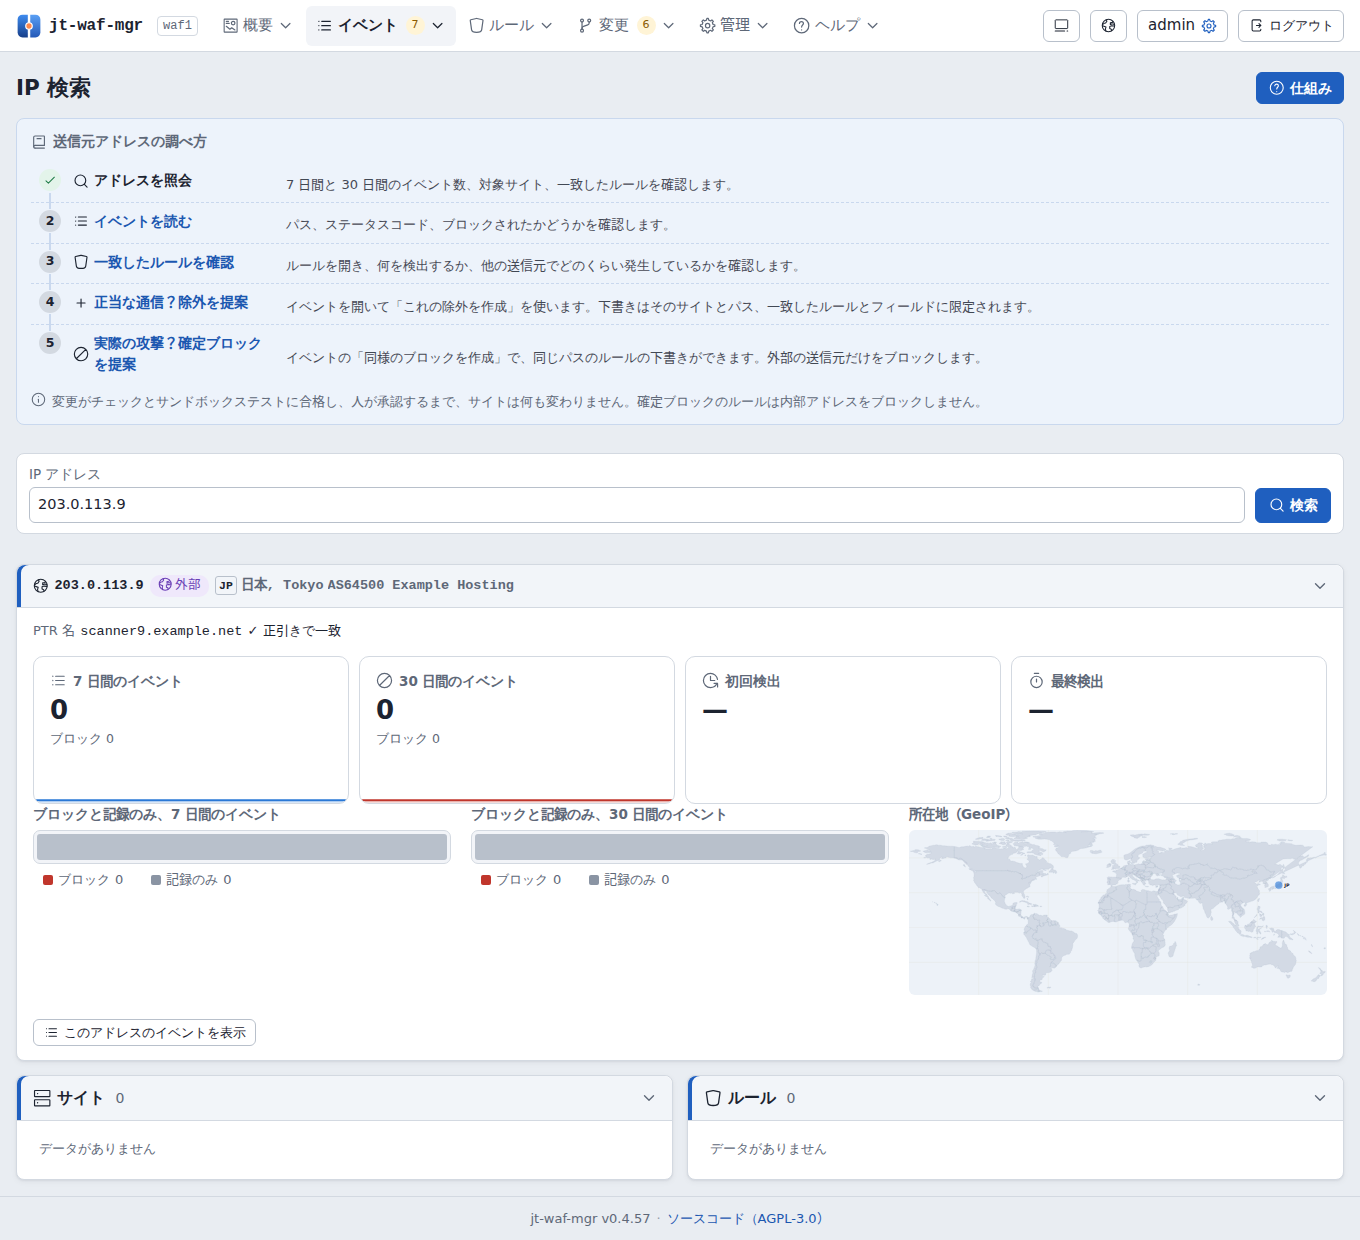 jt-waf-mgr waf1 概要 イベント 7 ルール 変更 6 管理 ヘルプ admin ログアウト
IP 検索
仕組み
送信元アドレスの調べ方
アドレスを照会 7 日間と 30 日間のイベント数、対象サイト、一致したルールを確認します。
2 イベントを読む パス、ステータスコード、ブロックされたかどうかを確認します。
3 一致したルールを確認 ルールを開き、何を検出するか、他の送信元でどのくらい発生しているかを確認します。
4 正当な通信？除外を提案 イベントを開いて「これの除外を作成」を使います。下書きはそのサイトとパス、一致したルールとフィールドに限定されます。
5 実際の攻撃？確定ブロックを提案 イベントの「同様のブロックを作成」で、同じパスのルールの下書きができます。外部の送信元だけをブロックします。
変更がチェックとサンドボックステストに合格し、人が承認するまで、サイトは何も変わりません。確定ブロックのルールは内部アドレスをブロックしません。
IP アドレス
203.0.113.9
検索
203.0.113.9 外部 JP 日本, Tokyo AS64500 Example Hosting
PTR 名 scanner9.example.net ✓ 正引きで一致
7 日間のイベント
0
ブロック 0
30 日間のイベント
0
ブロック 0
初回検出
—
最終検出
—
ブロックと記録のみ、7 日間のイベント
ブロック 0 記録のみ 0
ブロックと記録のみ、30 日間のイベント
ブロック 0 記録のみ 0
所在地（GeoIP）
JP
このアドレスのイベントを表示
サイト 0
データがありません
ルール 0
データがありません
jt-waf-mgr v0.4.57 · ソースコード（AGPL-3.0）